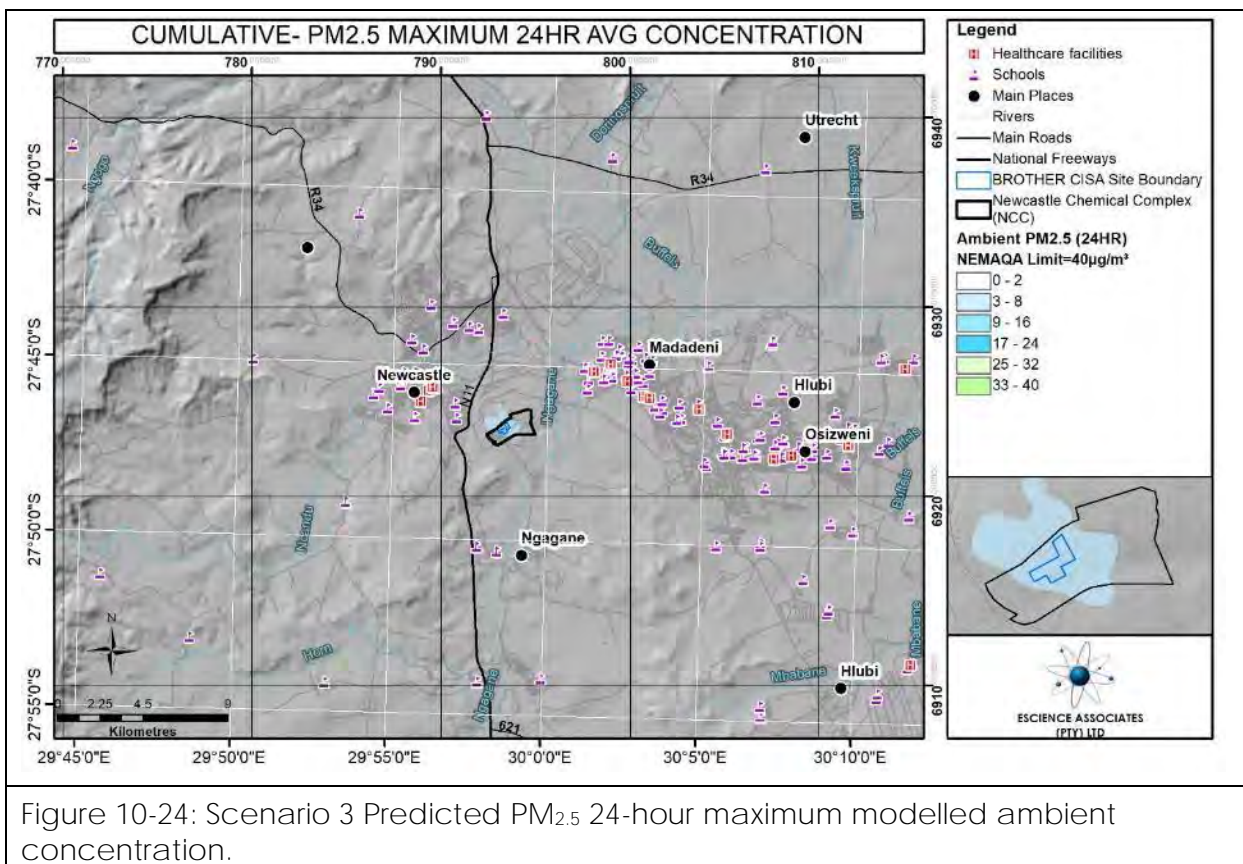 CUMULATIVE- PM2.5 MAXIMUM 24HR AVG CONCENTRATION
770
780
790
800
810
27°40'0"S
27°45'0"S
27°50'0"S
27°55'0"S
6940
6930
6920
6910
29°45'0"E
29°50'0"E
29°55'0"E
30°0'0"E
30°5'0"E
30°10'0"E
Utrecht
R34
R34
Buffels
Newcastle
N11
Ngagane
Madadeni
Hlubi
Osizweni
Buffels
Buffels
Ngagane
Horn
Ngagane
Mbabane
Mbabane
Hlubi
621
N
0 2.25 4.5 9
Kilometres
Legend
Healthcare facilities
Schools
Main Places
Rivers
Main Roads
National Freeways
BROTHER CISA Site Boundary
Newcastle Chemical Complex
(NCC)
Ambient PM2.5 (24HR)
NEMAQA Limit=40µg/m³
0 - 2
3 - 8
9 - 16
17 - 24
25 - 32
33 - 40
ESCIENCE ASSOCIATES
(PTY) LTD
Figure 10-24: Scenario 3 Predicted PM2.5 24-hour maximum modelled ambient
concentration.